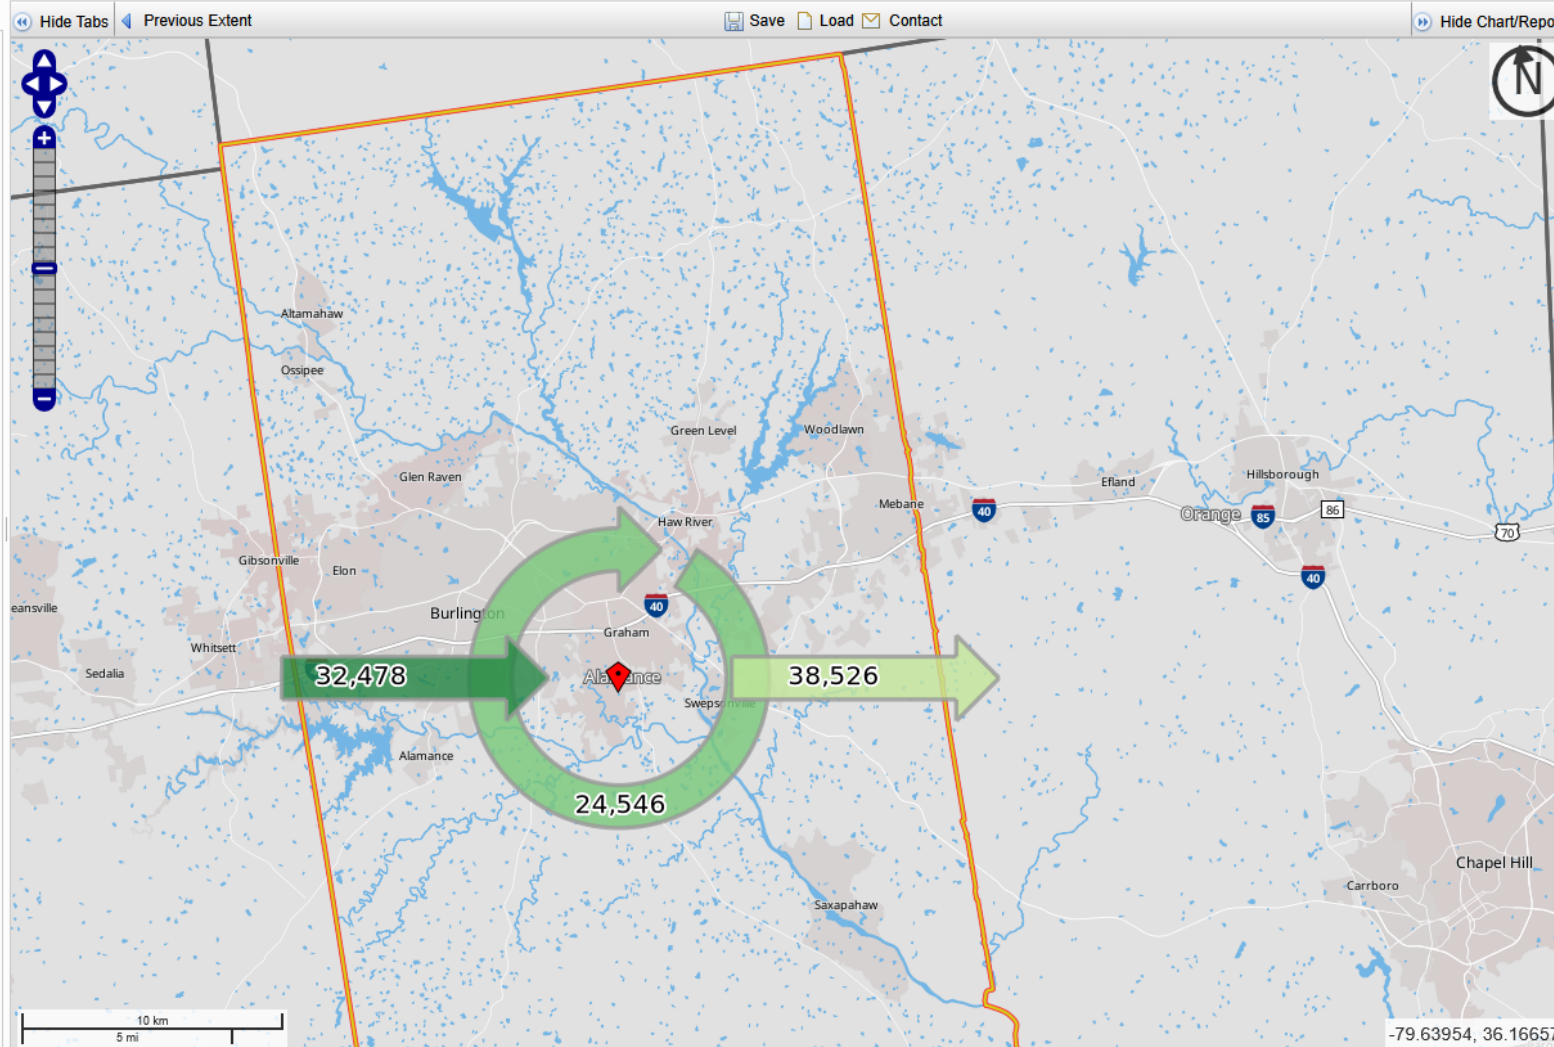 Hide Tabs
Previous Extent
Save
Load
Contact
Hide Chart/Repo
N
Altamahaw
Ossipee
Green Level
Woodlawn
Glen Raven
Hillsborough
Efland
Mebane
40
Orange
85
86
Haw River
70
Gibsonville
Elon
40
eansville
Burlington
40
Graham
Whitsett
Sedalia
32,478
Alamance
38,526
Swepsonville
Alamance
24,546
Chapel Hill
Carrboro
Saxapahaw
10 km
5 mi
-79.63954, 36.16657